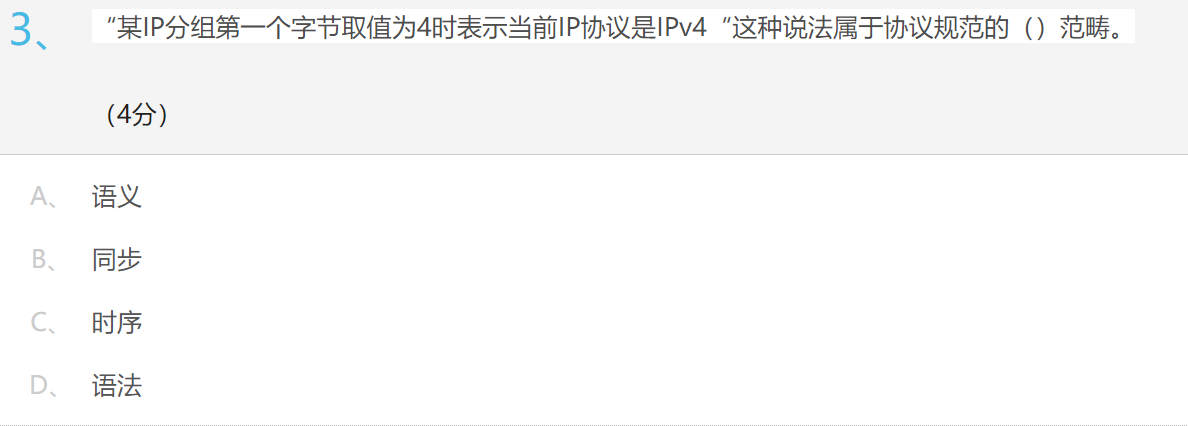 3、 “某IP分组第一个字节取值为4时表示当前IP协议是IPv4“这种说法属于协议规范的（）范畴。
（4分）
A、 语义
B、 同步
C、 时序
D、 语法